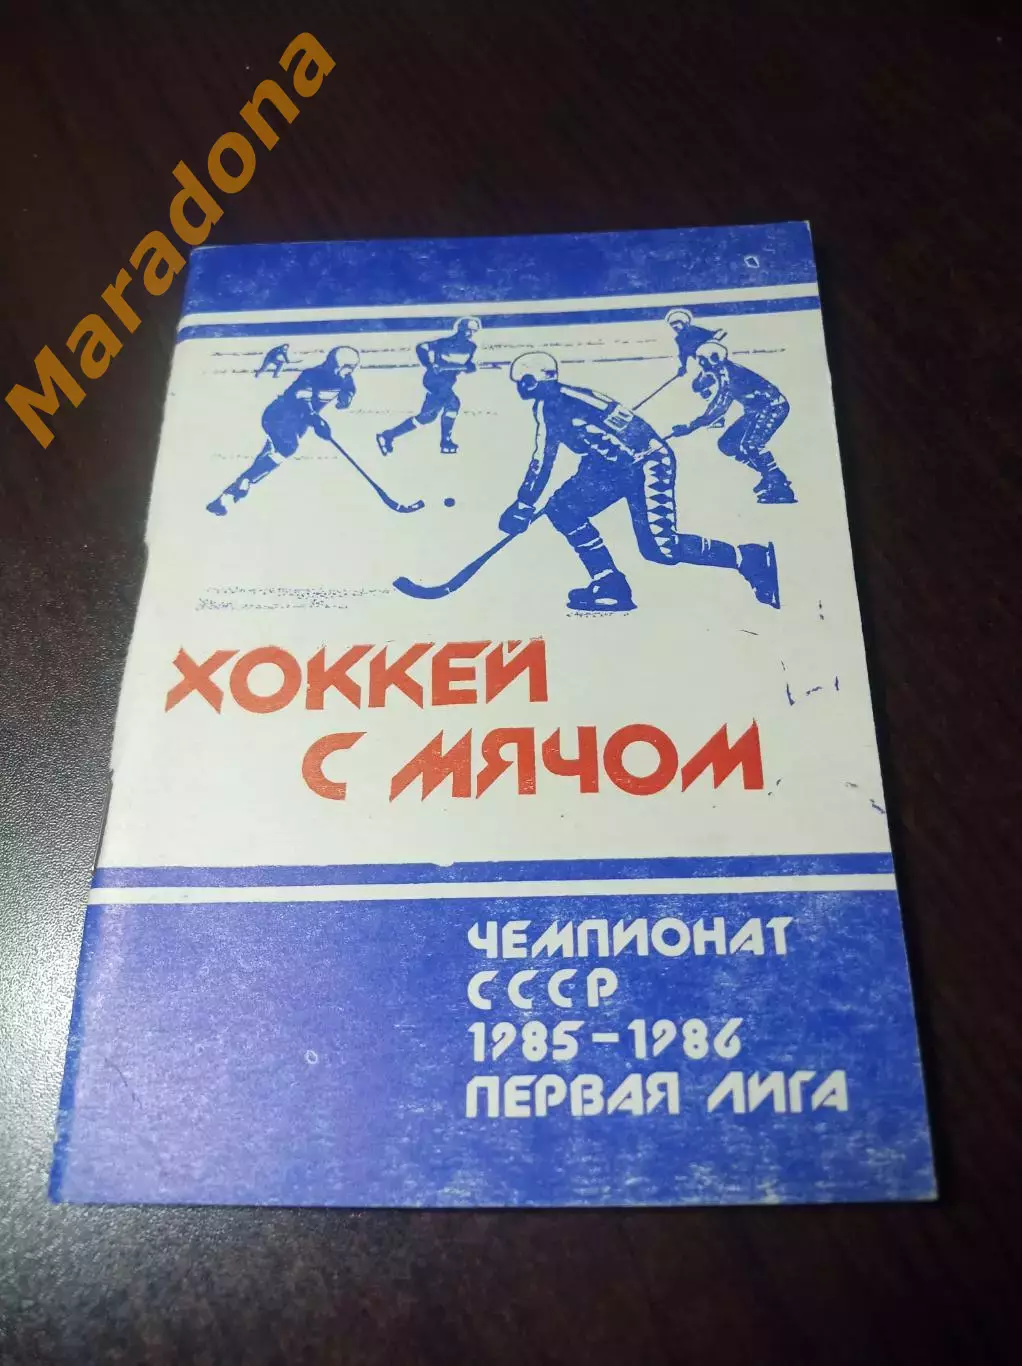 Maradona
ХОККЕЙ
С МЯЧОМ
ЧЕМПИОНАТ
СССР
1985-1986
ПЕРВАЯ ЛИГА